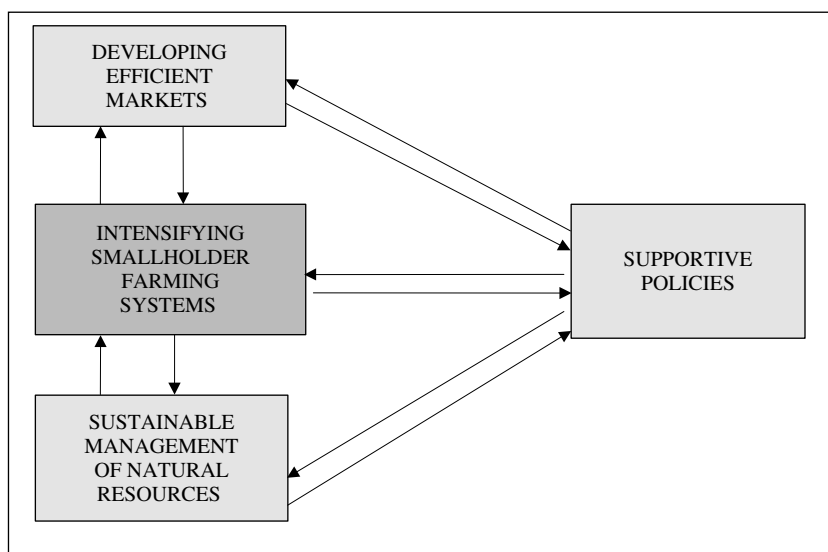 DEVELOPING
EFFICIENT
MARKETS
INTENSIFYING
SMALLHOLDER
FARMING
SYSTEMS
SUPPORTIVE
POLICIES
SUSTAINABLE
MANAGEMENT
OF NATURAL
RESOURCES